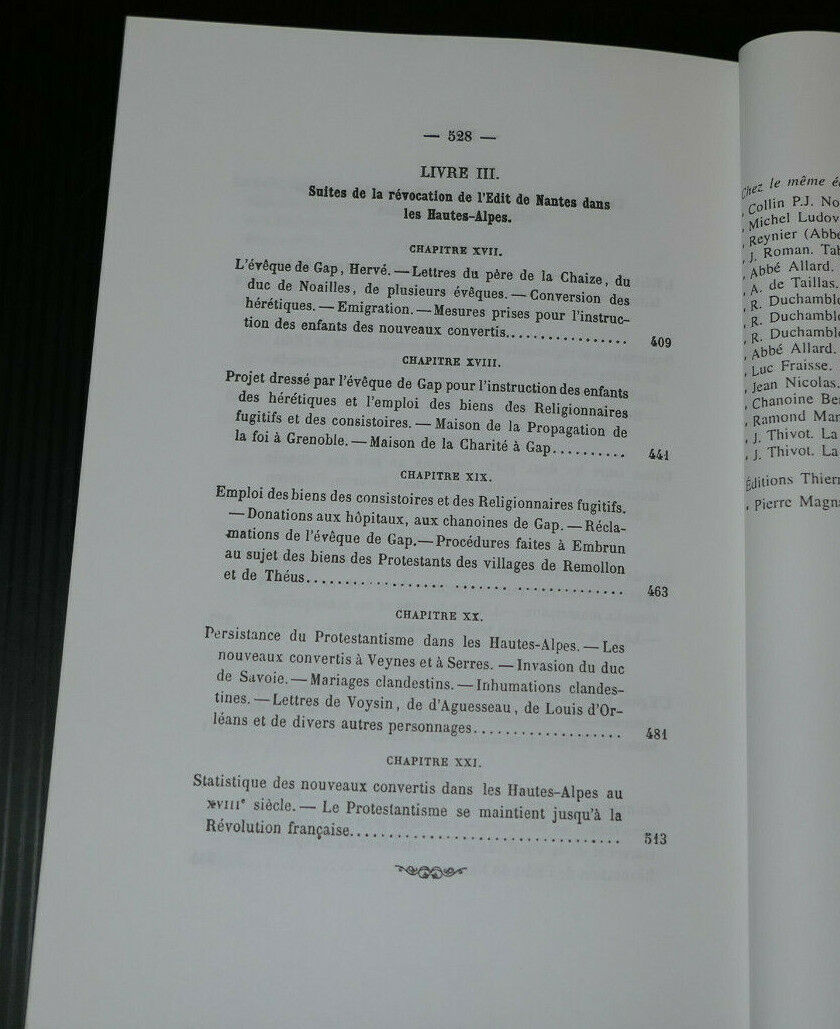 — 528 —
LIVRE III.
Suites de la révocation de l'Edit de Nantes dans
les Hautes-Alpes.
CHAPITRE XVII.
L'évêque de Gap, Hervé. — Lettres du père de la Chaize, du
duc de Noailles, de plusieurs évêques. — Conversion des
hérétiques. — Emigration. — Mesures prises pour l'instruc-
tion des enfants des nouveaux convertis.................. 409
CHAPITRE XVIII.
Projet dressé par l'évêque de Gap pour l'instruction des enfants
des hérétiques et l'emploi des biens des Religionnaires
fugitifs et des consistoires. — Maison de la Propagation de
la foi à Grenoble. — Maison de la Charité à Gap.......... 441
CHAPITRE XIX.
Emploi des biens des consistoires et des Religionnaires fugitifs.
— Donations aux hôpitaux, aux chanoines de Gap. — Récla-
mations de l'évêque de Gap. — Procédures faites à Embrun
au sujet des biens des Protestants des villages de Remollon
et de Théus................. ....... ............... 463
CHAPITRE XX.
Persistance du Protestantisme dans les Hautes-Alpes. — Les
nouveaux convertis à Veynes et à Serres. — Invasion du duc
de Savoie. — Mariages clandestins. — Inhumations clandes-
tines. — Lettres de Voysin, de d'Aguesseau, de Louis d'Or-
léans et de divers autres personnages................... 481
CHAPITRE XXI.
Statistique des nouveaux convertis dans les Hautes-Alpes au
XVIIIe siècle. — Le Protestantisme se maintient jusqu'à la
Révolution française.................................. 513
Chez le même é
Collin P.J. No
Michel Ludov
Reynier (Abbé
J. Roman. Tab
Abbé Allard.
A. de Taillas.
R. Duchamble
R. Duchamble
R. Duchamble
Abbé Allard.
Luc Fraisse.
Jean Nicolas.
Chanoine Be
Ramond Mar
J. Thivot. La
J. Thivot. La
Éditions Thier
Pierre Magn